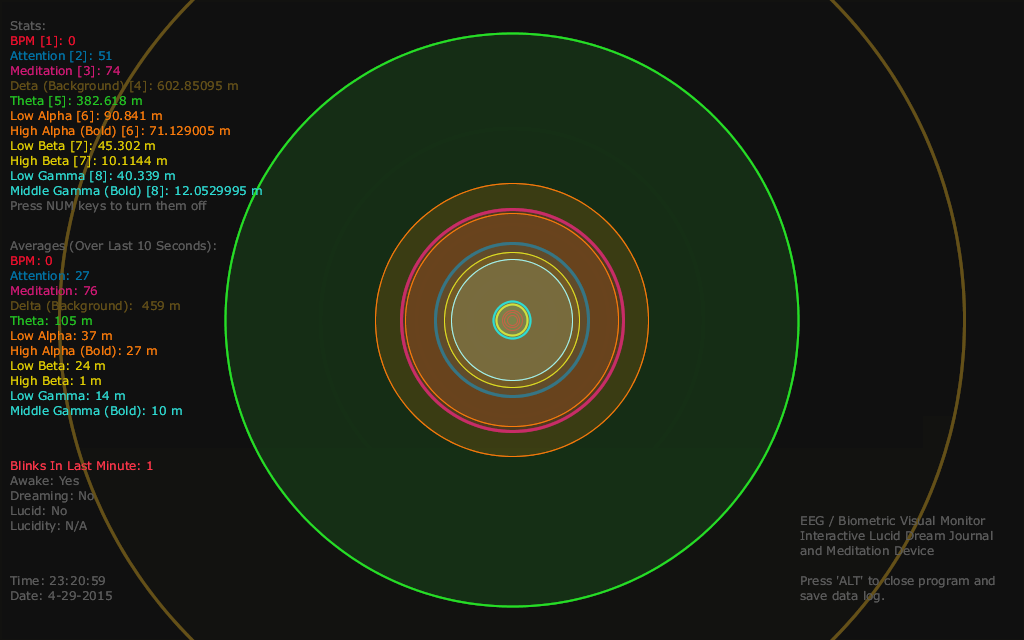 Stats:
BPM [1]: 0
Attention [2]: 51
Meditation [3]: 74
Deta (Background) [4]: 602.85095 m
Theta [5]: 382.618 m
Low Alpha [6]: 90.841 m
High Alpha (Bold) [6]: 71.129005 m
Low Beta [7]: 45.302 m
High Beta [7]: 10.1144 m
Low Gamma [8]: 40.339 m
Middle Gamma (Bold) [8]: 12.0529995 m
Press NUM keys to turn them off
Averages (Over Last 10 Seconds):
BPM: 0
Attention: 27
Meditation: 76
Delta (Background): 459 m
Theta: 105 m
Low Alpha: 37 m
High Alpha (Bold): 27 m
Low Beta: 24 m
High Beta: 1 m
Low Gamma: 14 m
Middle Gamma (Bold): 10 m
Blinks In Last Minute: 1
Awake: Yes
Dreaming: No
Lucid: No
Lucidity: N/A
Time: 23:20:59
Date: 4-29-2015
EEG / Biometric Visual Monitor
Interactive Lucid Dream Journal
and Meditation Device
Press 'ALT' to close program and
save data log.